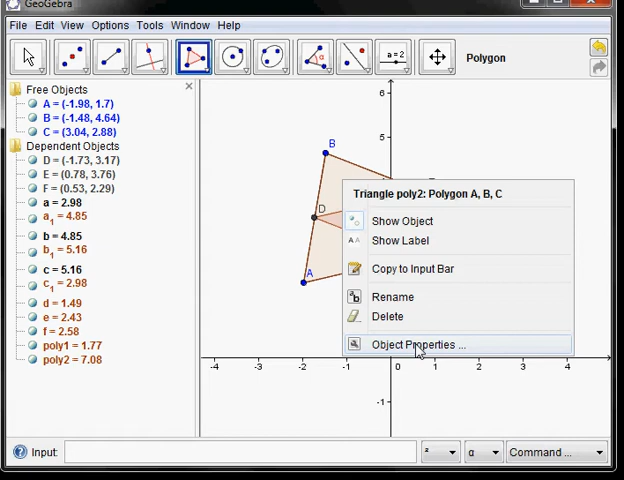 GeoGebra
File Edit View Options Tools Window Help
a=2
Polygon
Free Objects
A = (-1.98, 1.7)
B = (-1.48, 4.64)
C = (3.04, 2.88)
Dependent Objects
D = (-1.73, 3.17)
E = (0.78, 3.76)
F = (0.53, 2.29)
a = 2.98
a₁ = 4.85
b = 4.85
b₁ = 5.16
c = 5.16
c₁ = 2.98
d = 1.49
e = 2.43
f = 2.58
poly1 = 1.77
poly2 = 7.08
6
5
B
D
A
Triangle poly2: Polygon A, B, C
Show Object
AA Show Label
Copy to Input Bar
ab Rename
Delete
Object Properties ...
-4 -3 -2 -1 0 1 2 3 4
-1
Input: ² α Command ...